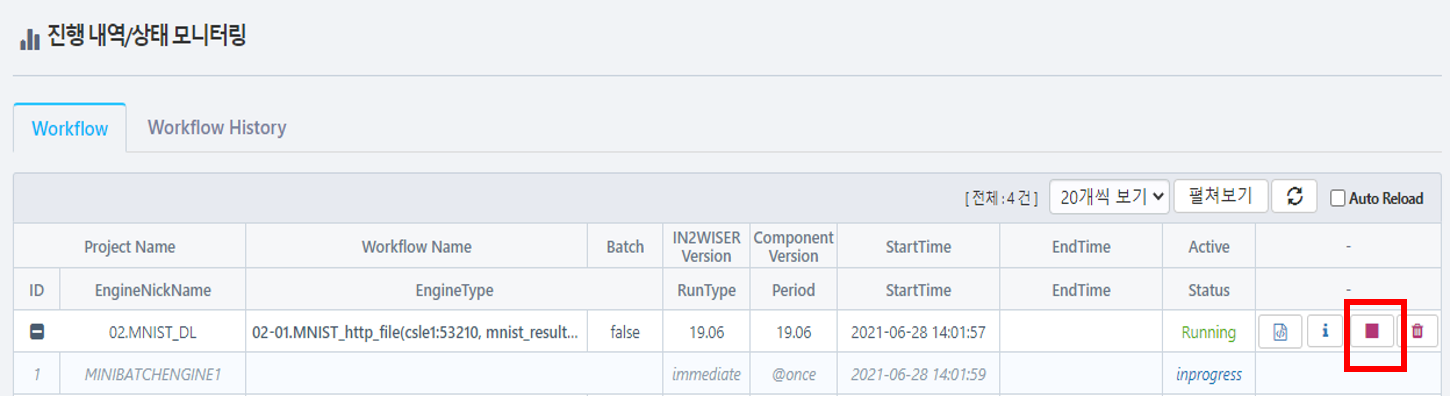 진행 내역/상태 모니터링
Workflow Workflow History
[ 전체 : 4 건 ] 20개씩 보기 펼쳐보기 Auto Reload
Project Name Workflow Name Batch IN2WISER Version Component Version StartTime EndTime Active -
ID EngineNickName EngineType RunType Period StartTime EndTime Status -
02.MNIST_DL 02-01.MNIST_http_file(csle1:53210, mnist_result... false 19.06 19.06 2021-06-28 14:01:57 Running
1 MINIBATCHENGINE1 immediate @once 2021-06-28 14:01:59 inprogress